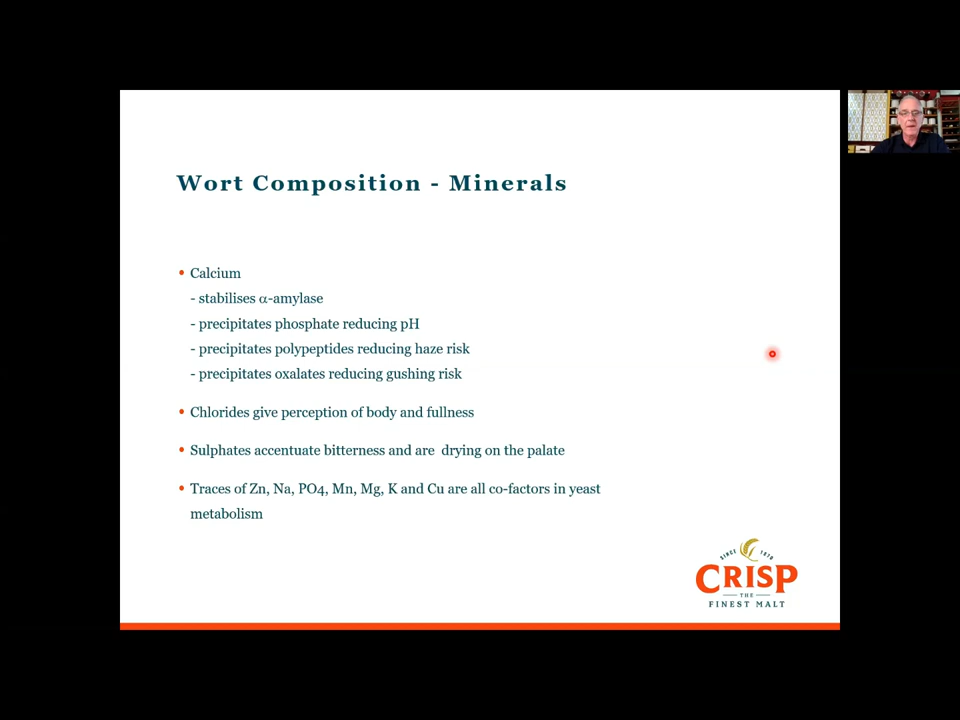 Wort Composition - Minerals
• Calcium
- stabilises α-amylase
- precipitates phosphate reducing pH
- precipitates polypeptides reducing haze risk
- precipitates oxalates reducing gushing risk
• Chlorides give perception of body and fullness
• Sulphates accentuate bitterness and are  drying on the palate
• Traces of Zn, Na, PO4, Mn, Mg, K and Cu are all co-factors in yeast
metabolism
SINCE 1870
CRISP
THE
FINEST MALT